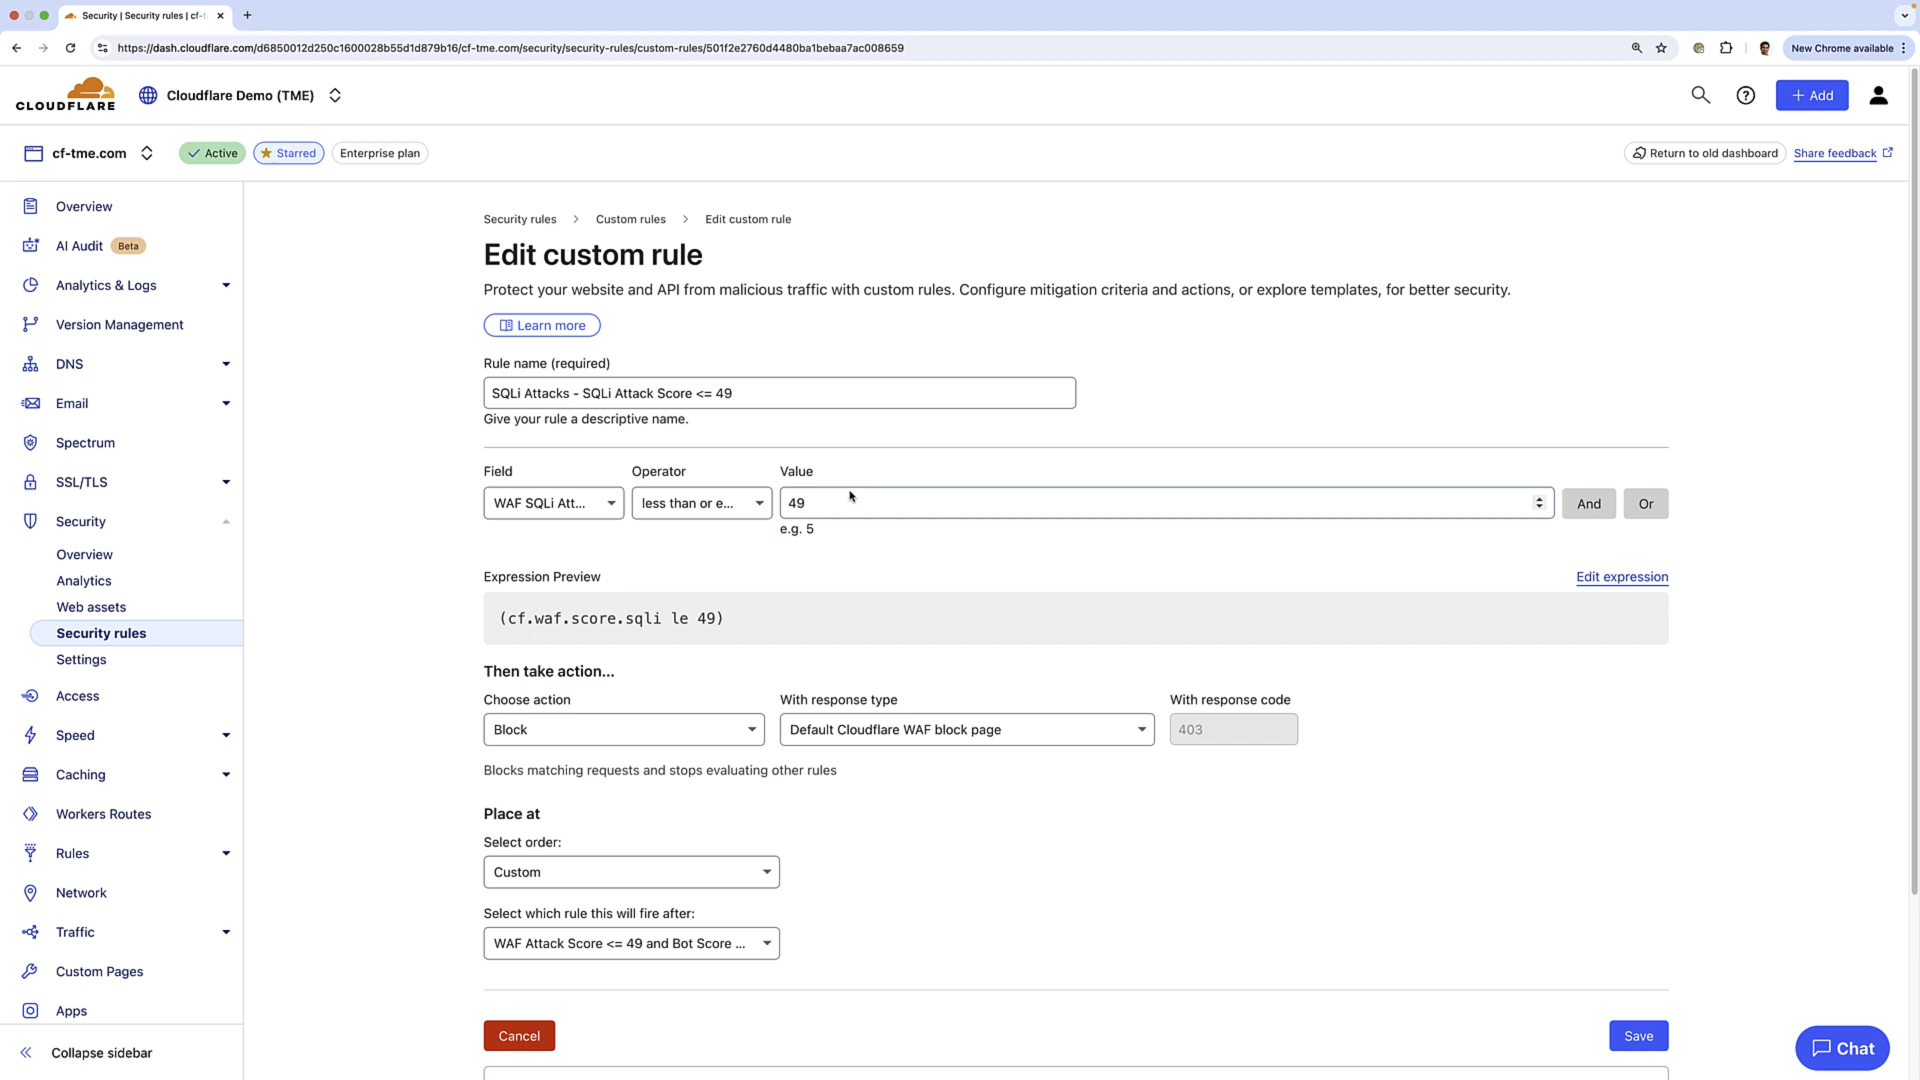 Security | Security rules | cf-t
https://dash.cloudflare.com/d6850012d250c1600028b55d1d879b16/cf-tme.com/security/security-rules/custom-rules/501f2e2760d4480ba1bebaa7ac008659
New Chrome available
CLOUDFLARE
Cloudflare Demo (TME)
+ Add
cf-tme.com
Active
Starred
Enterprise plan
Return to old dashboard
Share feedback
Overview
AI Audit Beta
Analytics & Logs
Version Management
DNS
Email
Spectrum
SSL/TLS
Security
Overview
Analytics
Web assets
Security rules
Settings
Access
Speed
Caching
Workers Routes
Rules
Network
Traffic
Custom Pages
Apps
Collapse sidebar
Security rules > Custom rules > Edit custom rule
Edit custom rule
Protect your website and API from malicious traffic with custom rules. Configure mitigation criteria and actions, or explore templates, for better security.
Learn more
Rule name (required)
SQLi Attacks - SQLi Attack Score <= 49
Give your rule a descriptive name.
Field Operator Value
WAF SQLi Att... less than or e... 49 And Or
e.g. 5
Expression Preview Edit expression
(cf.waf.score.sqli le 49)
Then take action...
Choose action With response type With response code
Block Default Cloudflare WAF block page 403
Blocks matching requests and stops evaluating other rules
Place at
Select order:
Custom
Select which rule this will fire after:
WAF Attack Score <= 49 and Bot Score ...
Cancel Save
Chat